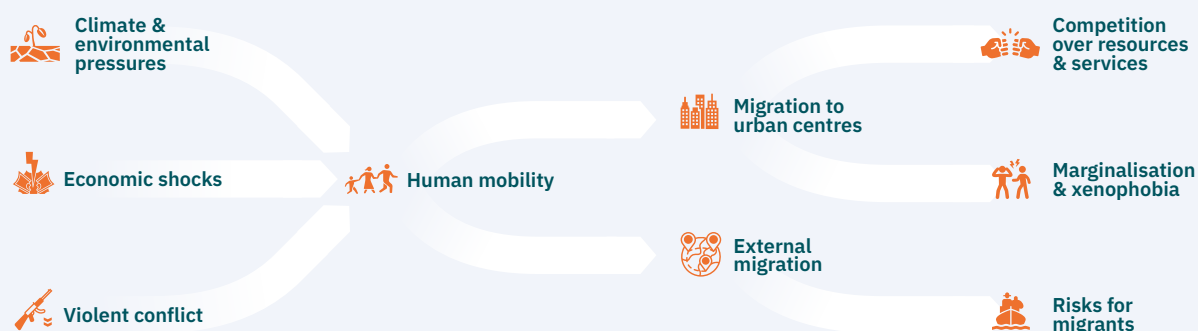 Climate &
environmental
pressures
Economic shocks
Violent conflict
Human mobility
Migration to
urban centres
External
migration
Competition
over resources
& services
Marginalisation
& xenophobia
Risks for
migrants